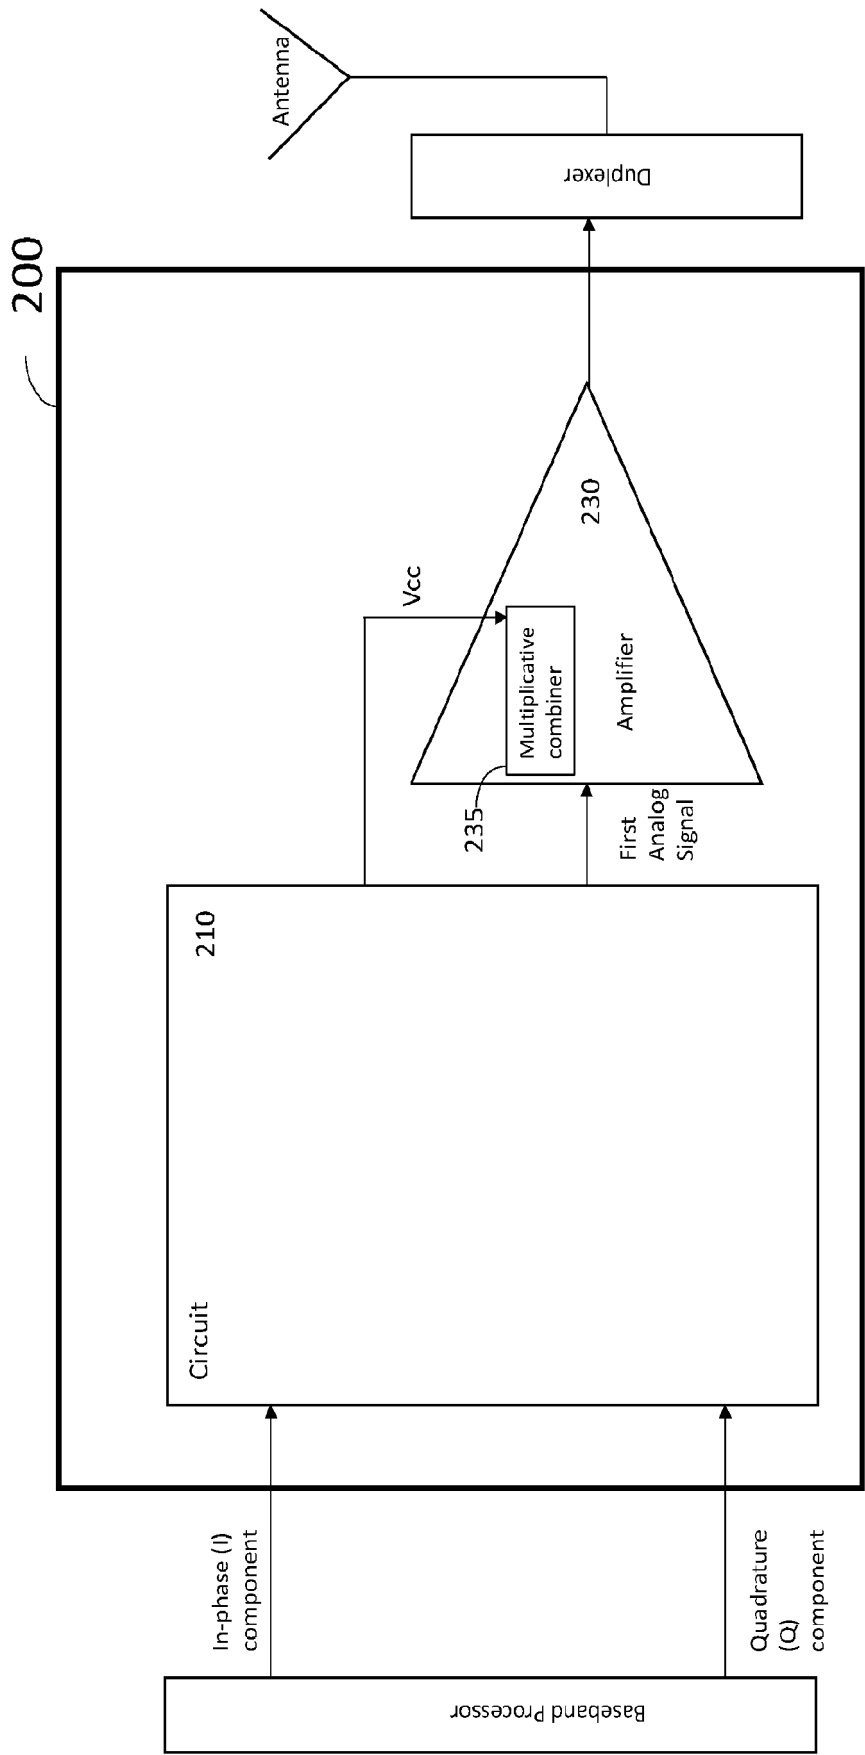 200
Antenna
Duplexer
Baseband Processor
In-phase (I)
component
Quadrature
(Q)
component
Circuit
210
Vcc
235
Multiplicative
combiner
Amplifier
230
First
Analog
Signal